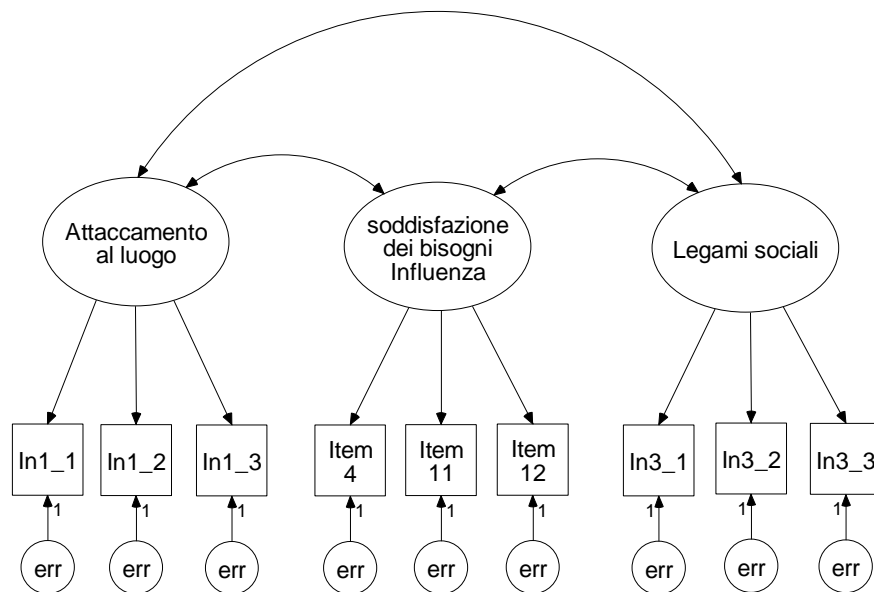 Attaccamento
al luogo
soddisfazione
dei bisogni
Influenza
Legami sociali
In1_1
In1_2
In1_3
Item
4
Item
11
Item
12
In3_1
In3_2
In3_3
1
1
1
1
1
1
1
1
1
err
err
err
err
err
err
err
err
err